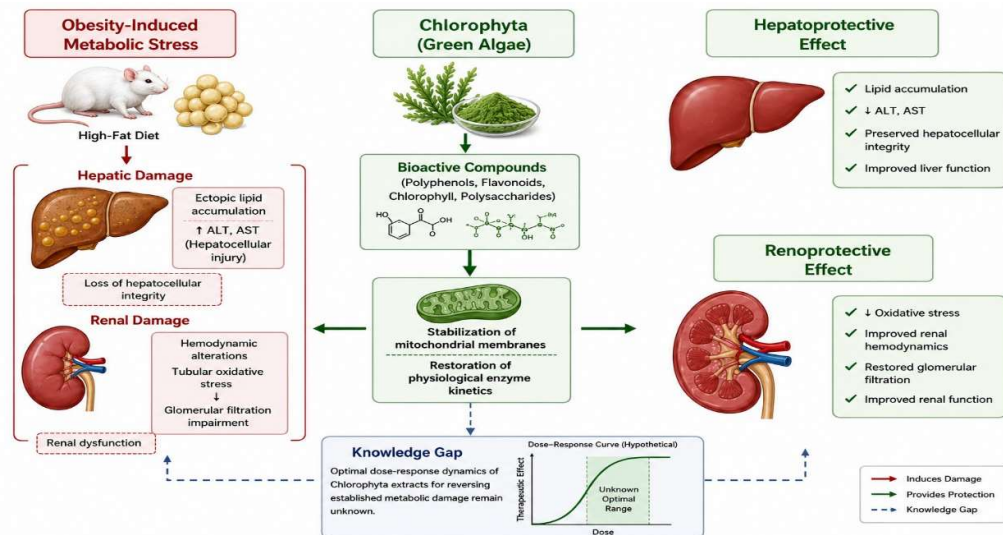 Obesity-Induced
Metabolic Stress
High-Fat Diet
Hepatic Damage
Ectopic lipid
accumulation
↑ ALT, AST
(Hepatocellular
injury)
Loss of hepatocellular
integrity
Renal Damage
Hemodynamic
alterations
Tubular oxidative
stress
↓
Glomerular filtration
impairment
Renal dysfunction
Chlorophyta
(Green Algae)
Bioactive Compounds
(Polyphenols, Flavonoids,
Chlorophyll, Polysaccharides)
HO
O
OH
O
OH
Stabilization of
mitochondrial membranes
Restoration of
physiological enzyme
kinetics
Knowledge Gap
Optimal dose-response dynamics of
Chlorophyta extracts for reversing
established metabolic damage remain
unknown.
Dose–Response Curve (Hypothetical)
Therapeutic Effect
Unknown
Optimal
Range
Dose
Hepatoprotective
Effect
✓ Lipid accumulation
✓ ↓ ALT, AST
✓ Preserved hepatocellular
integrity
✓ Improved liver function
Renoprotective
Effect
✓ ↓ Oxidative stress
✓ Improved renal
hemodynamics
✓ Restored glomerular
filtration
✓ Improved renal function
Induces Damage
Provides Protection
Knowledge Gap